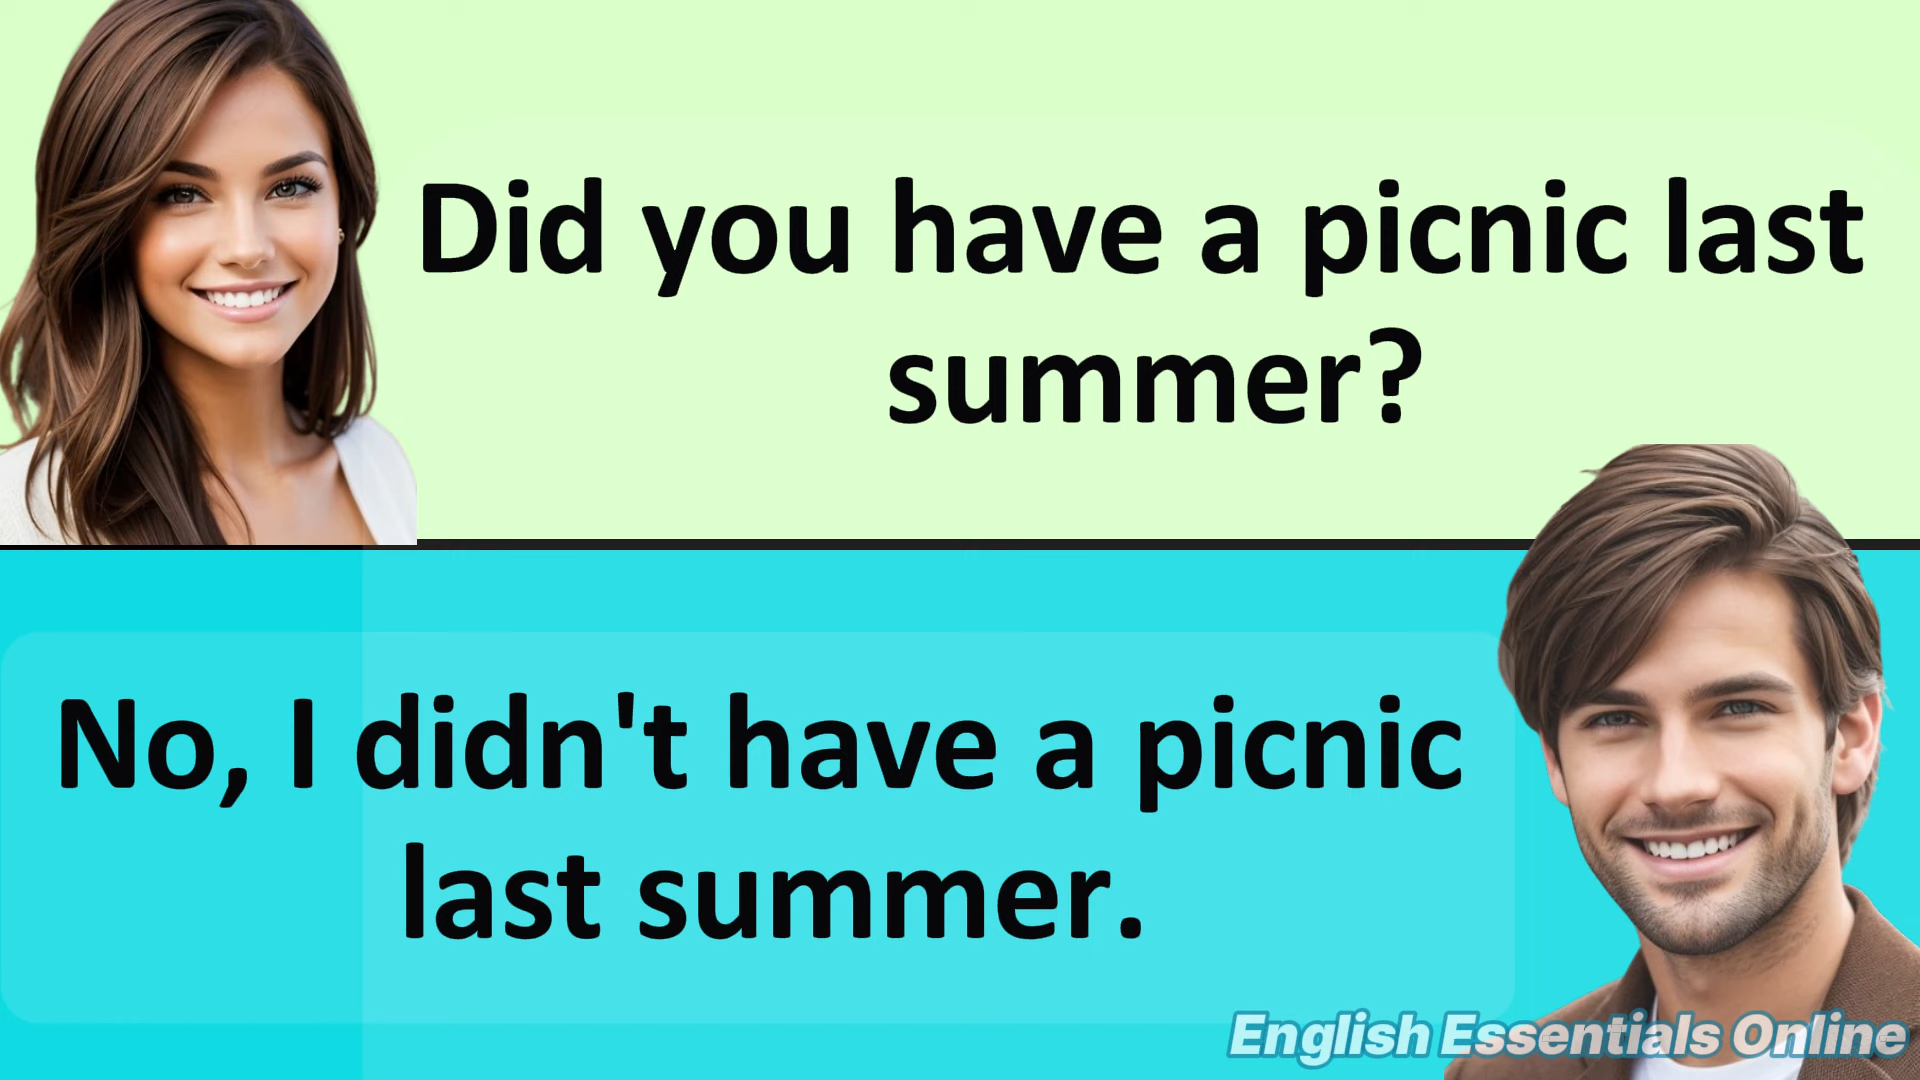 Did you have a picnic last
summer?
No, I didn't have a picnic
last summer.
English Essentials Online